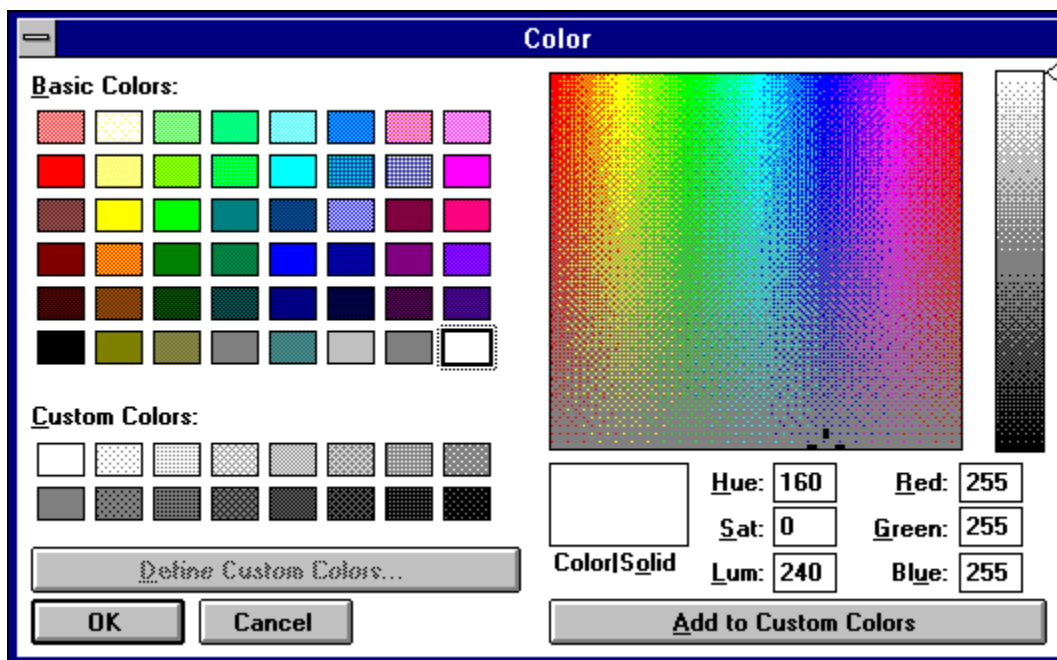 Color
Basic Colors:
Custom Colors:
Define Custom Colors...
OK
Cancel
Color|Solid
Hue: 160
Sat: 0
Lum: 240
Red: 255
Green: 255
Blue: 255
Add to Custom Colors